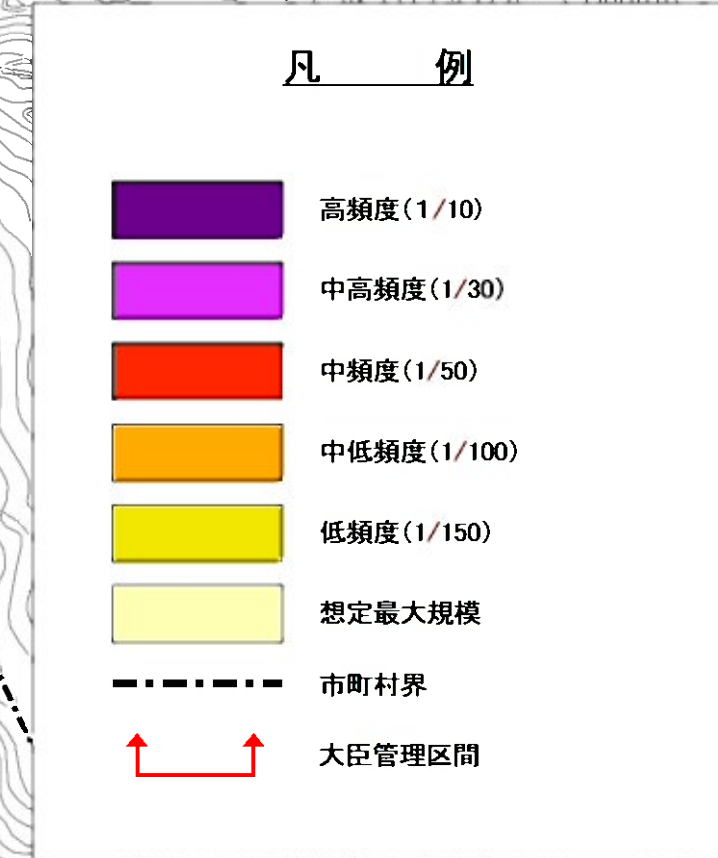 凡 例
高頻度(1/10)
中高頻度(1/30)
中頻度(1/50)
中低頻度(1/100)
低頻度(1/150)
想定最大規模
市町村界
大臣管理区間